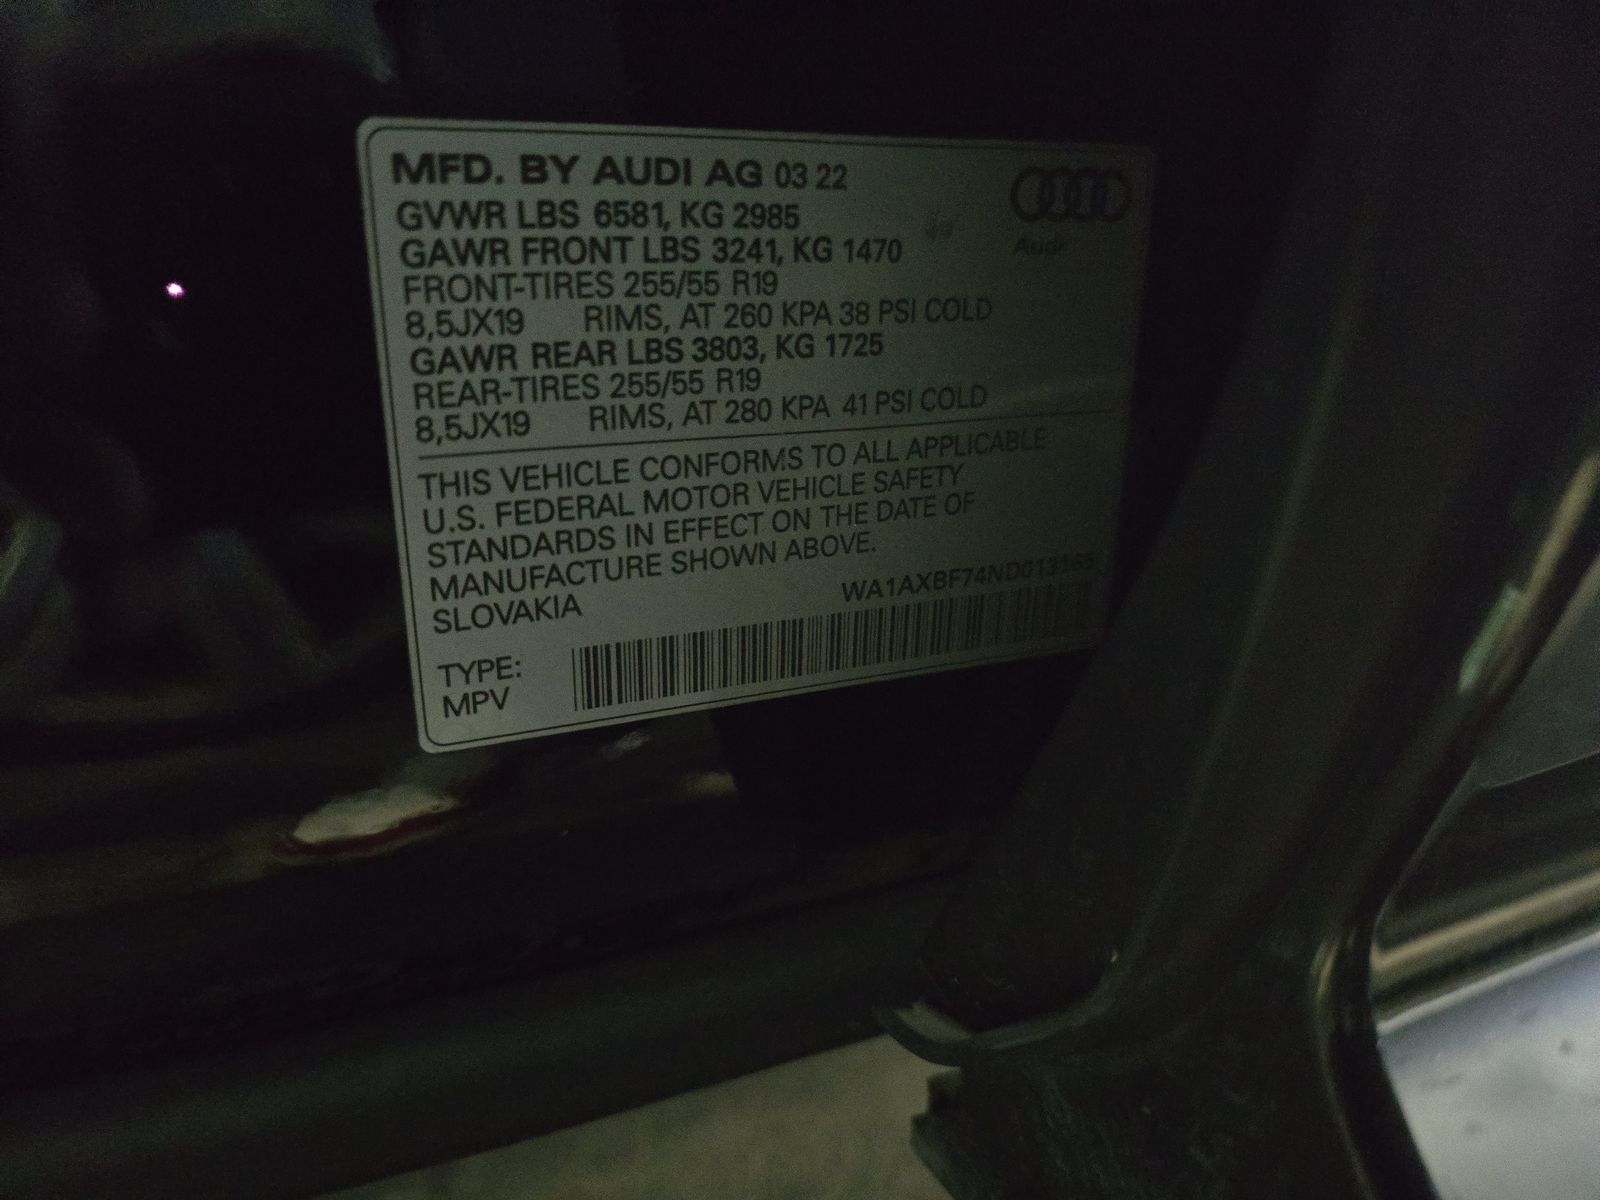 MFD. BY AUDI AG 03 22
GVWR LBS 6581, KG 2985
GAWR FRONT LBS 3241, KG 1470
FRONT-TIRES 255/55 R19
8,5JX19 RIMS, AT 260 KPA 38 PSI COLD
GAWR REAR LBS 3803, KG 1725
REAR-TIRES 255/55 R19
8,5JX19 RIMS, AT 280 KPA 41 PSI COLD
Audi
THIS VEHICLE CONFORMS TO ALL APPLICABLE
U.S. FEDERAL MOTOR VEHICLE SAFETY
STANDARDS IN EFFECT ON THE DATE OF
MANUFACTURE SHOWN ABOVE.
SLOVAKIA
TYPE:
MPV